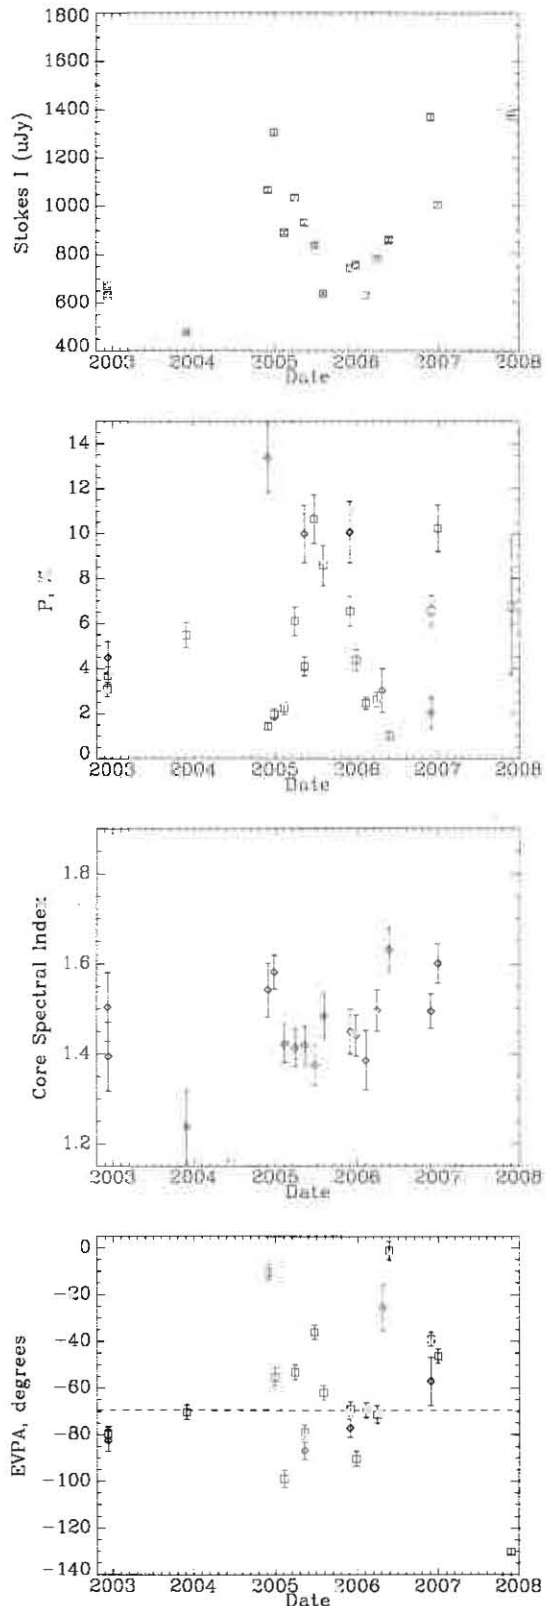 1800
1600
1400
1200
1000
800
600
400
Stokes I (uJy)
2003 2004 2005 2006 2007 2008
Date
14
12
10
8
6
4
2
0
P, %
2003 2004 2005 2006 2007 2008
Date
1.8
1.6
1.4
1.2
Core Spectral Index
2003 2004 2005 2006 2007 2008
Date
0
-20
-40
-60
-80
-100
-120
-140
EVPA, degrees
2003 2004 2005 2006 2007 2008
Date